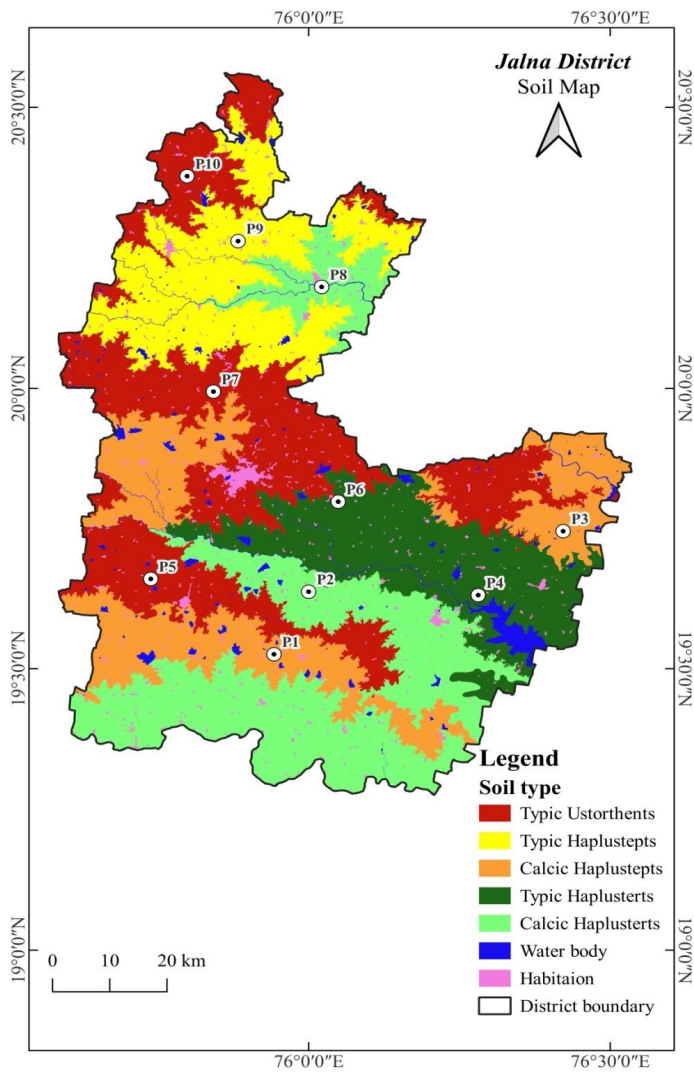 76°0′0″E
76°30′0″E
Jalna District
Soil Map
20°30′0″N
20°30′0″N
P10
P9
P8
20°0′0″N
20°0′0″N
P7
P6
P3
P5
P2
P4
P1
19°30′0″N
19°30′0″N
Legend
Soil type
Typic Ustorthents
Typic Haplustepts
Calcic Haplustepts
Typic Haplusterts
Calcic Haplusterts
Water body
Habitaion
District boundary
19°0′0″N
19°0′0″N
0 10 20 km
76°0′0″E
76°30′0″E